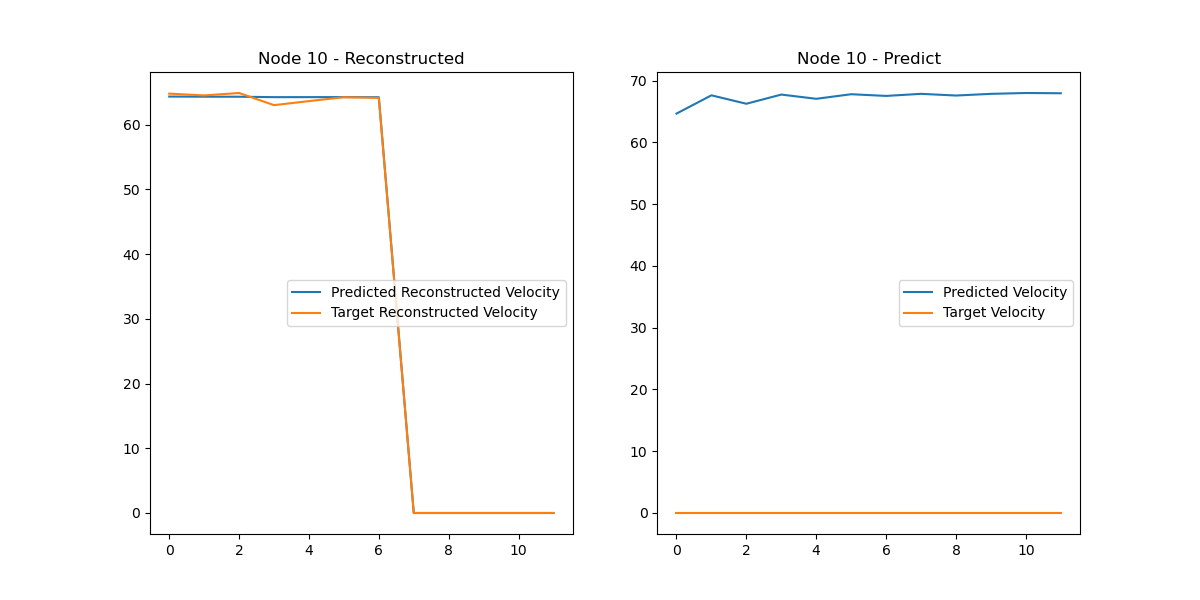 Node 10 - Reconstructed
60
50
40
30
20
10
0
0 2 4 6 8 10
Predicted Reconstructed Velocity
Target Reconstructed Velocity
Node 10 - Predict
70
60
50
40
30
20
10
0
0 2 4 6 8 10
Predicted Velocity
Target Velocity